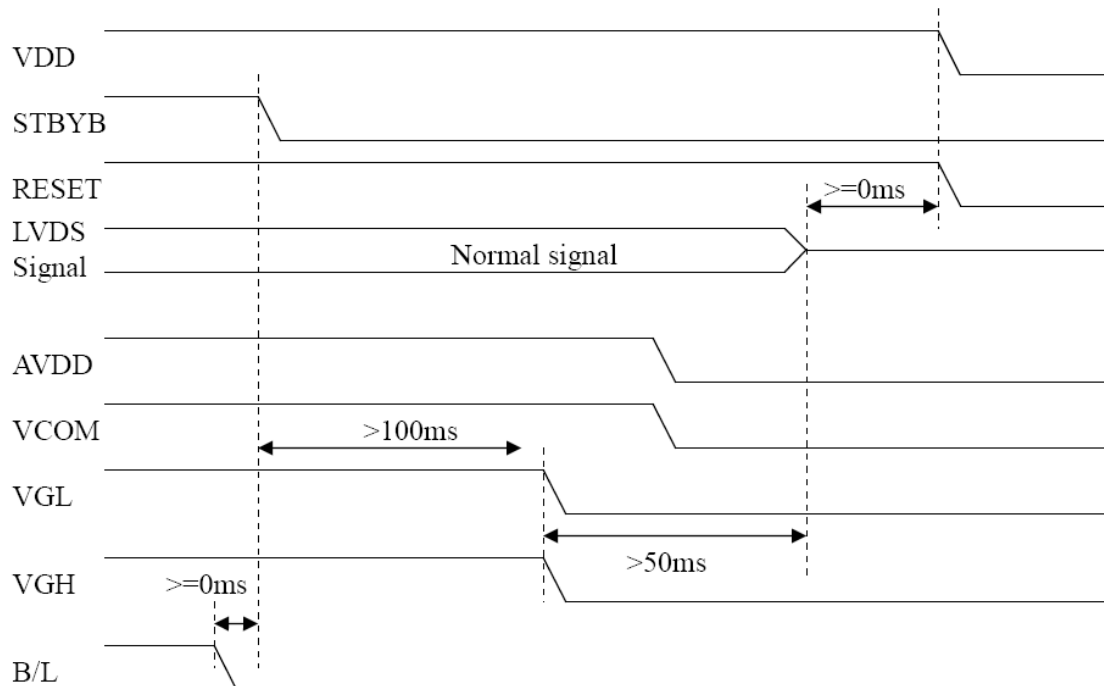 VDD
STBYB
RESET
>=0ms
LVDS
Signal
Normal signal
AVDD
VCOM
>100ms
VGL
>50ms
VGH
>=0ms
B/L